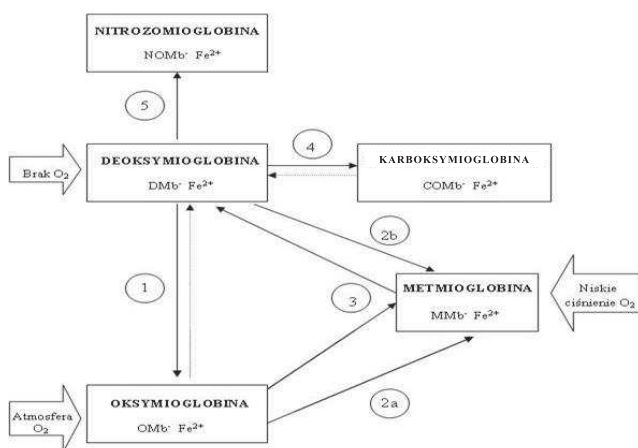 NITROZOMIOGLOBINA
NOMb· Fe²⁺
5
4
Brak O₂
DEOKSYMIOGLOBINA
DMb· Fe²⁺
KARBOKSYMIOGLOBINA
COMb· Fe²⁺
2b
1
3
METMIOGLOBINA
MMb· Fe²⁺
Niskie
ciśnienie O₂
2a
Atmosfera
O₂
OKSYMIOGLOBINA
OMb· Fe²⁺